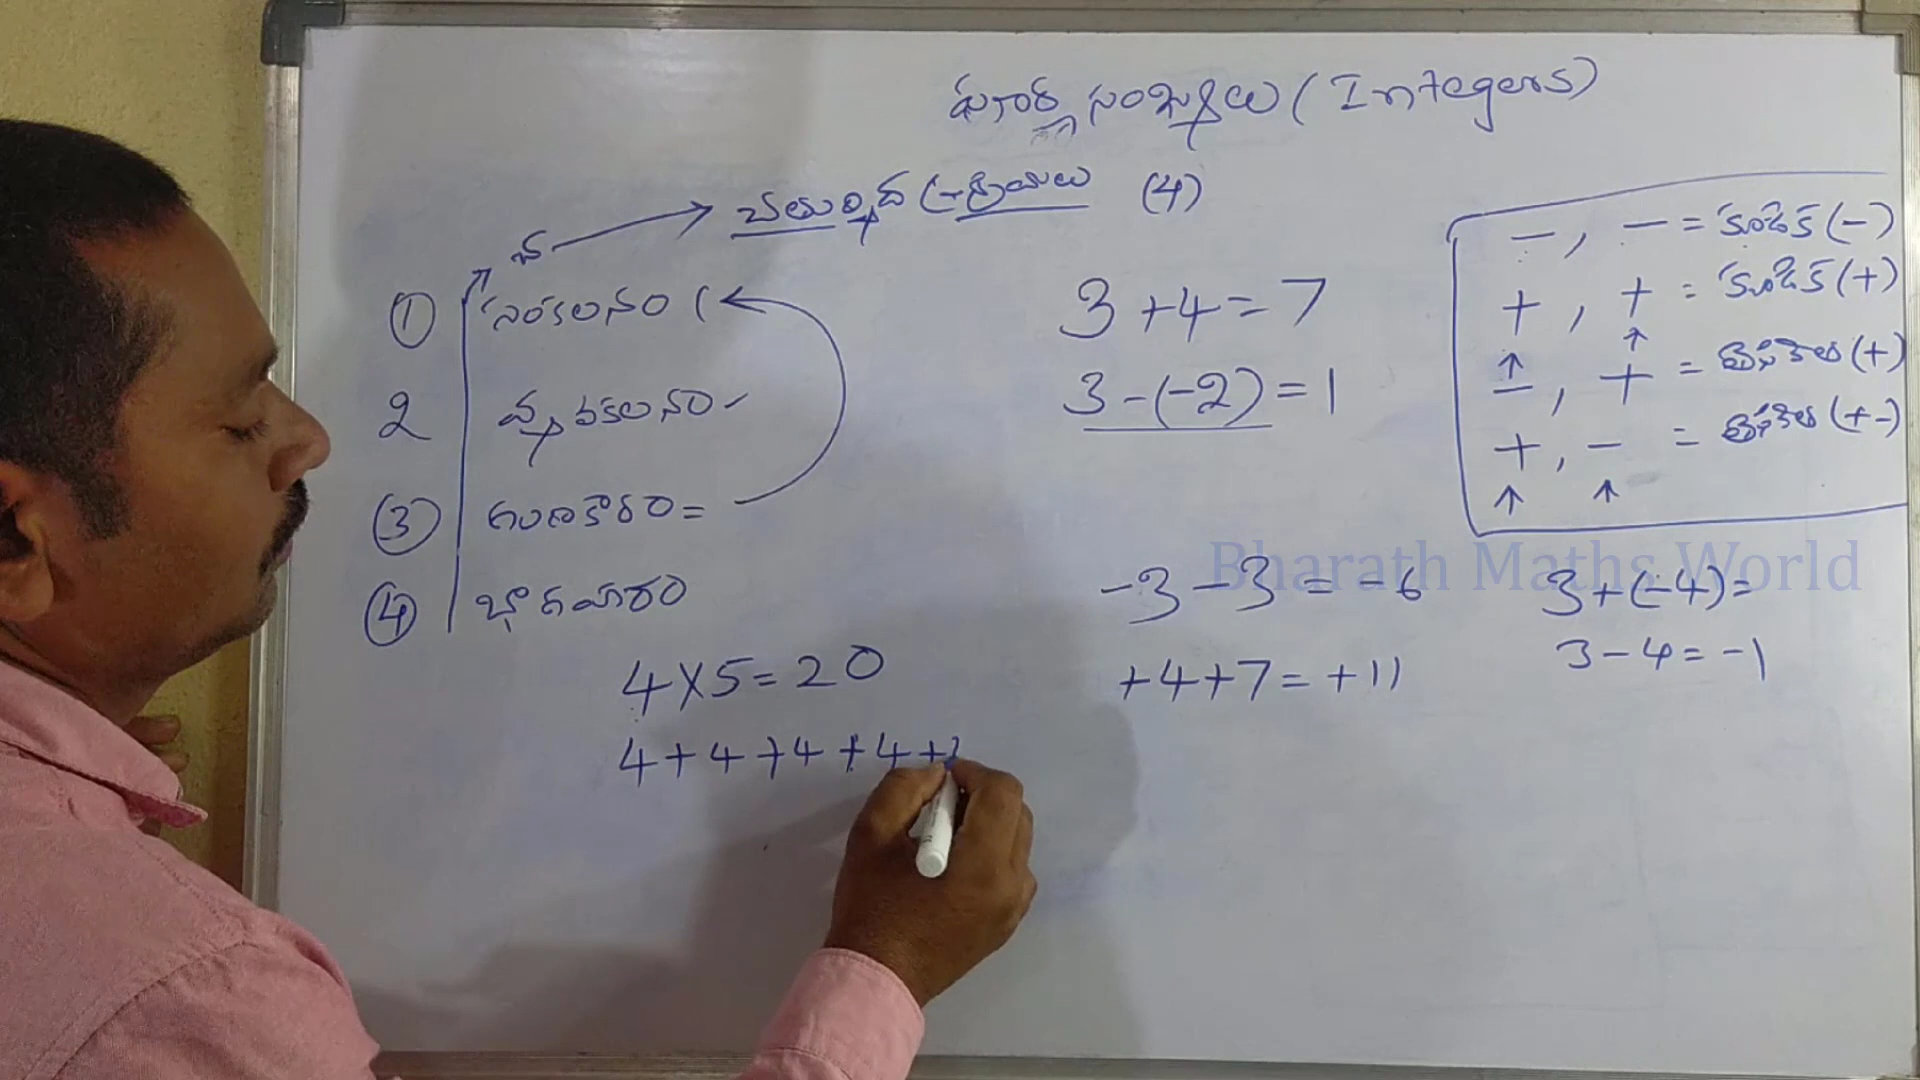 పూర్ణ సంఖ్యలు (Integers)
చతుర్విద ప్రక్రియలు (4)
① సంకలనం (
2 వ్యవకలనం -
③ గుణకారం =
④ భాగహారం
4×5=20
4+4+4+4+
3+4=7
3-(-2)=1
-, - = కూడిక (-)
+, + = కూడిక (+)
-, + = తీసివేత (+)
+, - = తీసివేత (+-)
Bharath Maths World
-3-3=-6
+4+7=+11
3+(-4)=
3-4=-1